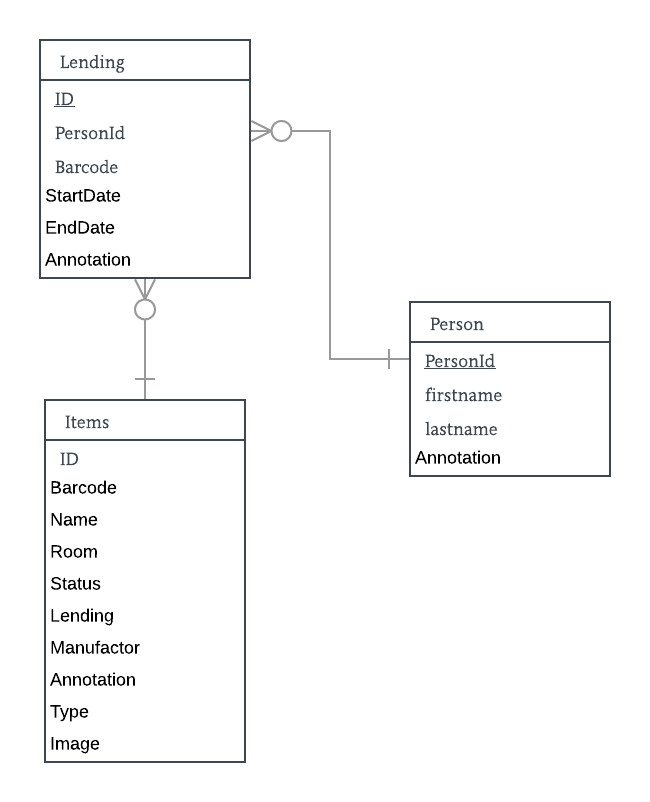 Lending
ID
PersonId
Barcode
StartDate
EndDate
Annotation
Person
PersonId
firstname
lastname
Annotation
Items
ID
Barcode
Name
Room
Status
Lending
Manufactor
Annotation
Type
Image